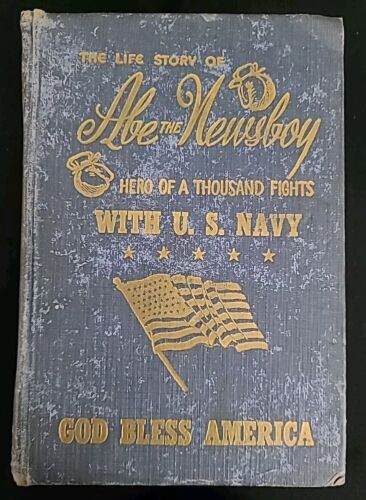 THE LIFE STORY OF
Abe THE Newsboy
HERO OF A THOUSAND FIGHTS
WITH U. S. NAVY
GOD BLESS AMERICA